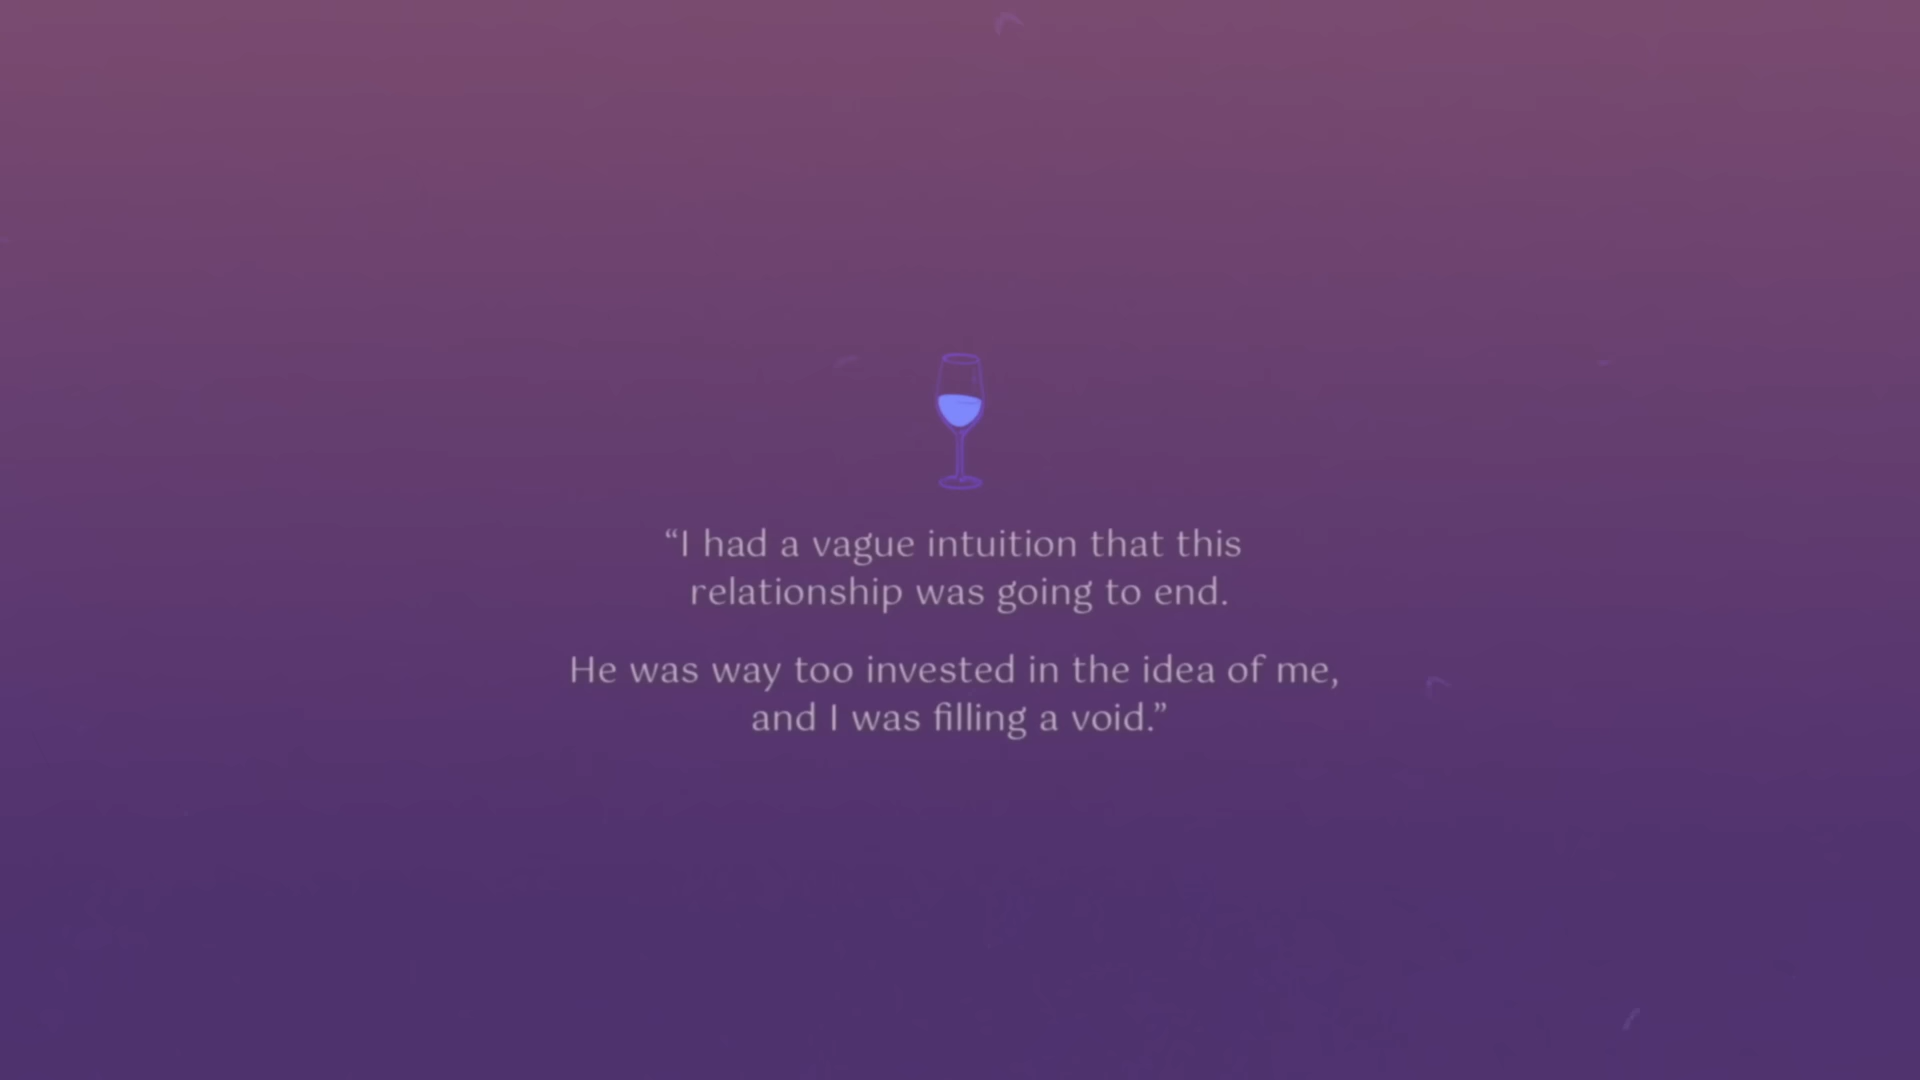 “I had a vague intuition that this
relationship was going to end.
He was way too invested in the idea of me,
and I was filling a void.”